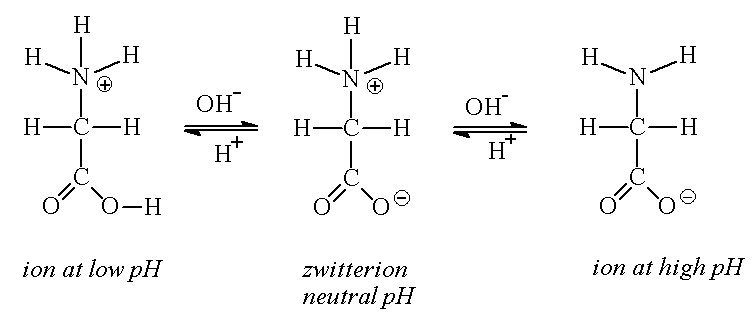 H H H
H H H
H H
N ⊕
N ⊕
N
OH⁻
OH⁻
H C H
H C H
H C H
H⁺
H⁺
C
C
C
O O H
O O ⊖
O O ⊖
ion at low pH
zwitterion
neutral pH
ion at high pH